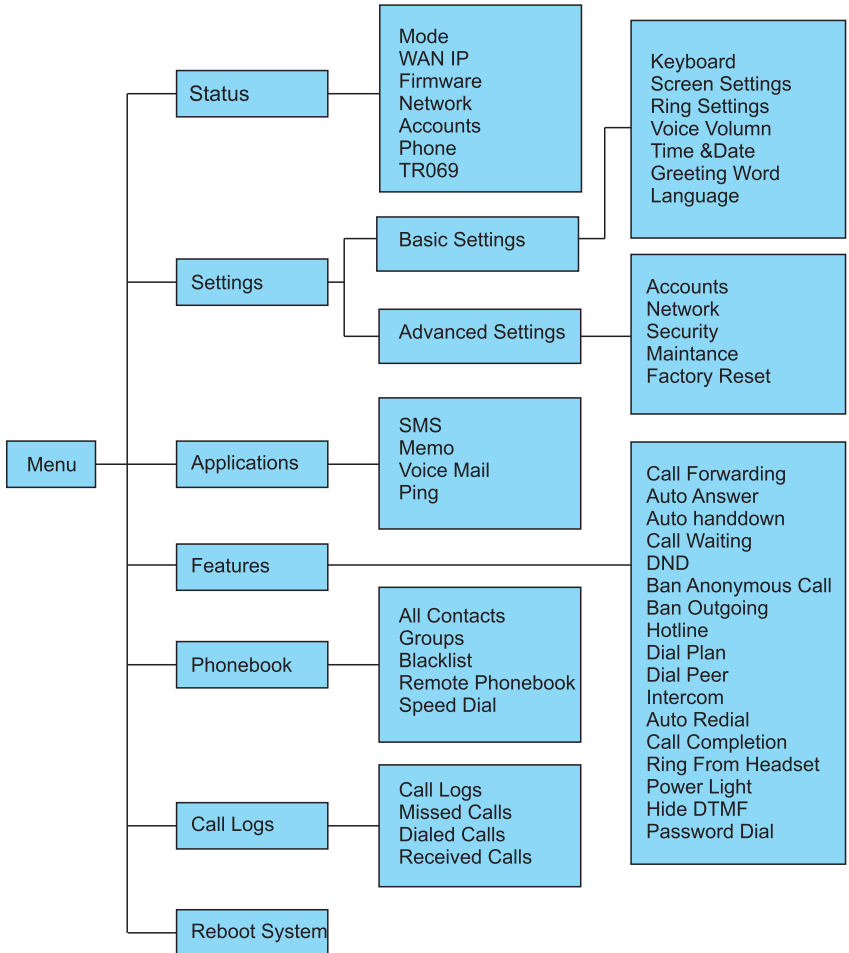 Menu
Status
Mode
WAN IP
Firmware
Network
Accounts
Phone
TR069
Settings
Basic Settings
Keyboard
Screen Settings
Ring Settings
Voice Volumn
Time &Date
Greeting Word
Language
Advanced Settings
Accounts
Network
Security
Maintance
Factory Reset
Applications
SMS
Memo
Voice Mail
Ping
Features
Call Forwarding
Auto Answer
Auto handdown
Call Waiting
DND
Ban Anonymous Call
Ban Outgoing
Hotline
Dial Plan
Dial Peer
Intercom
Auto Redial
Call Completion
Ring From Headset
Power Light
Hide DTMF
Password Dial
Phonebook
All Contacts
Groups
Blacklist
Remote Phonebook
Speed Dial
Call Logs
Call Logs
Missed Calls
Dialed Calls
Received Calls
Reboot System